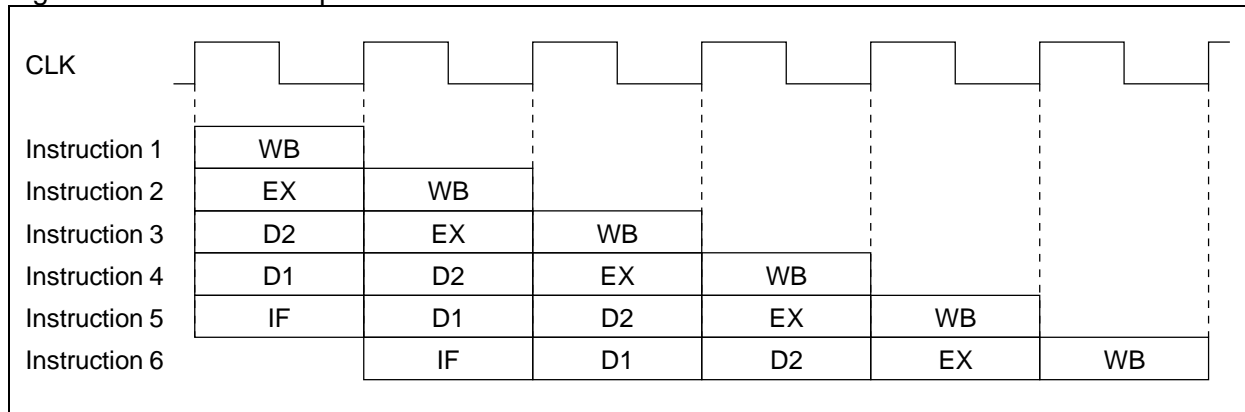 CLK
Instruction 1 WB
Instruction 2 EX WB
Instruction 3 D2 EX WB
Instruction 4 D1 D2 EX WB
Instruction 5 IF D1 D2 EX WB
Instruction 6 IF D1 D2 EX WB